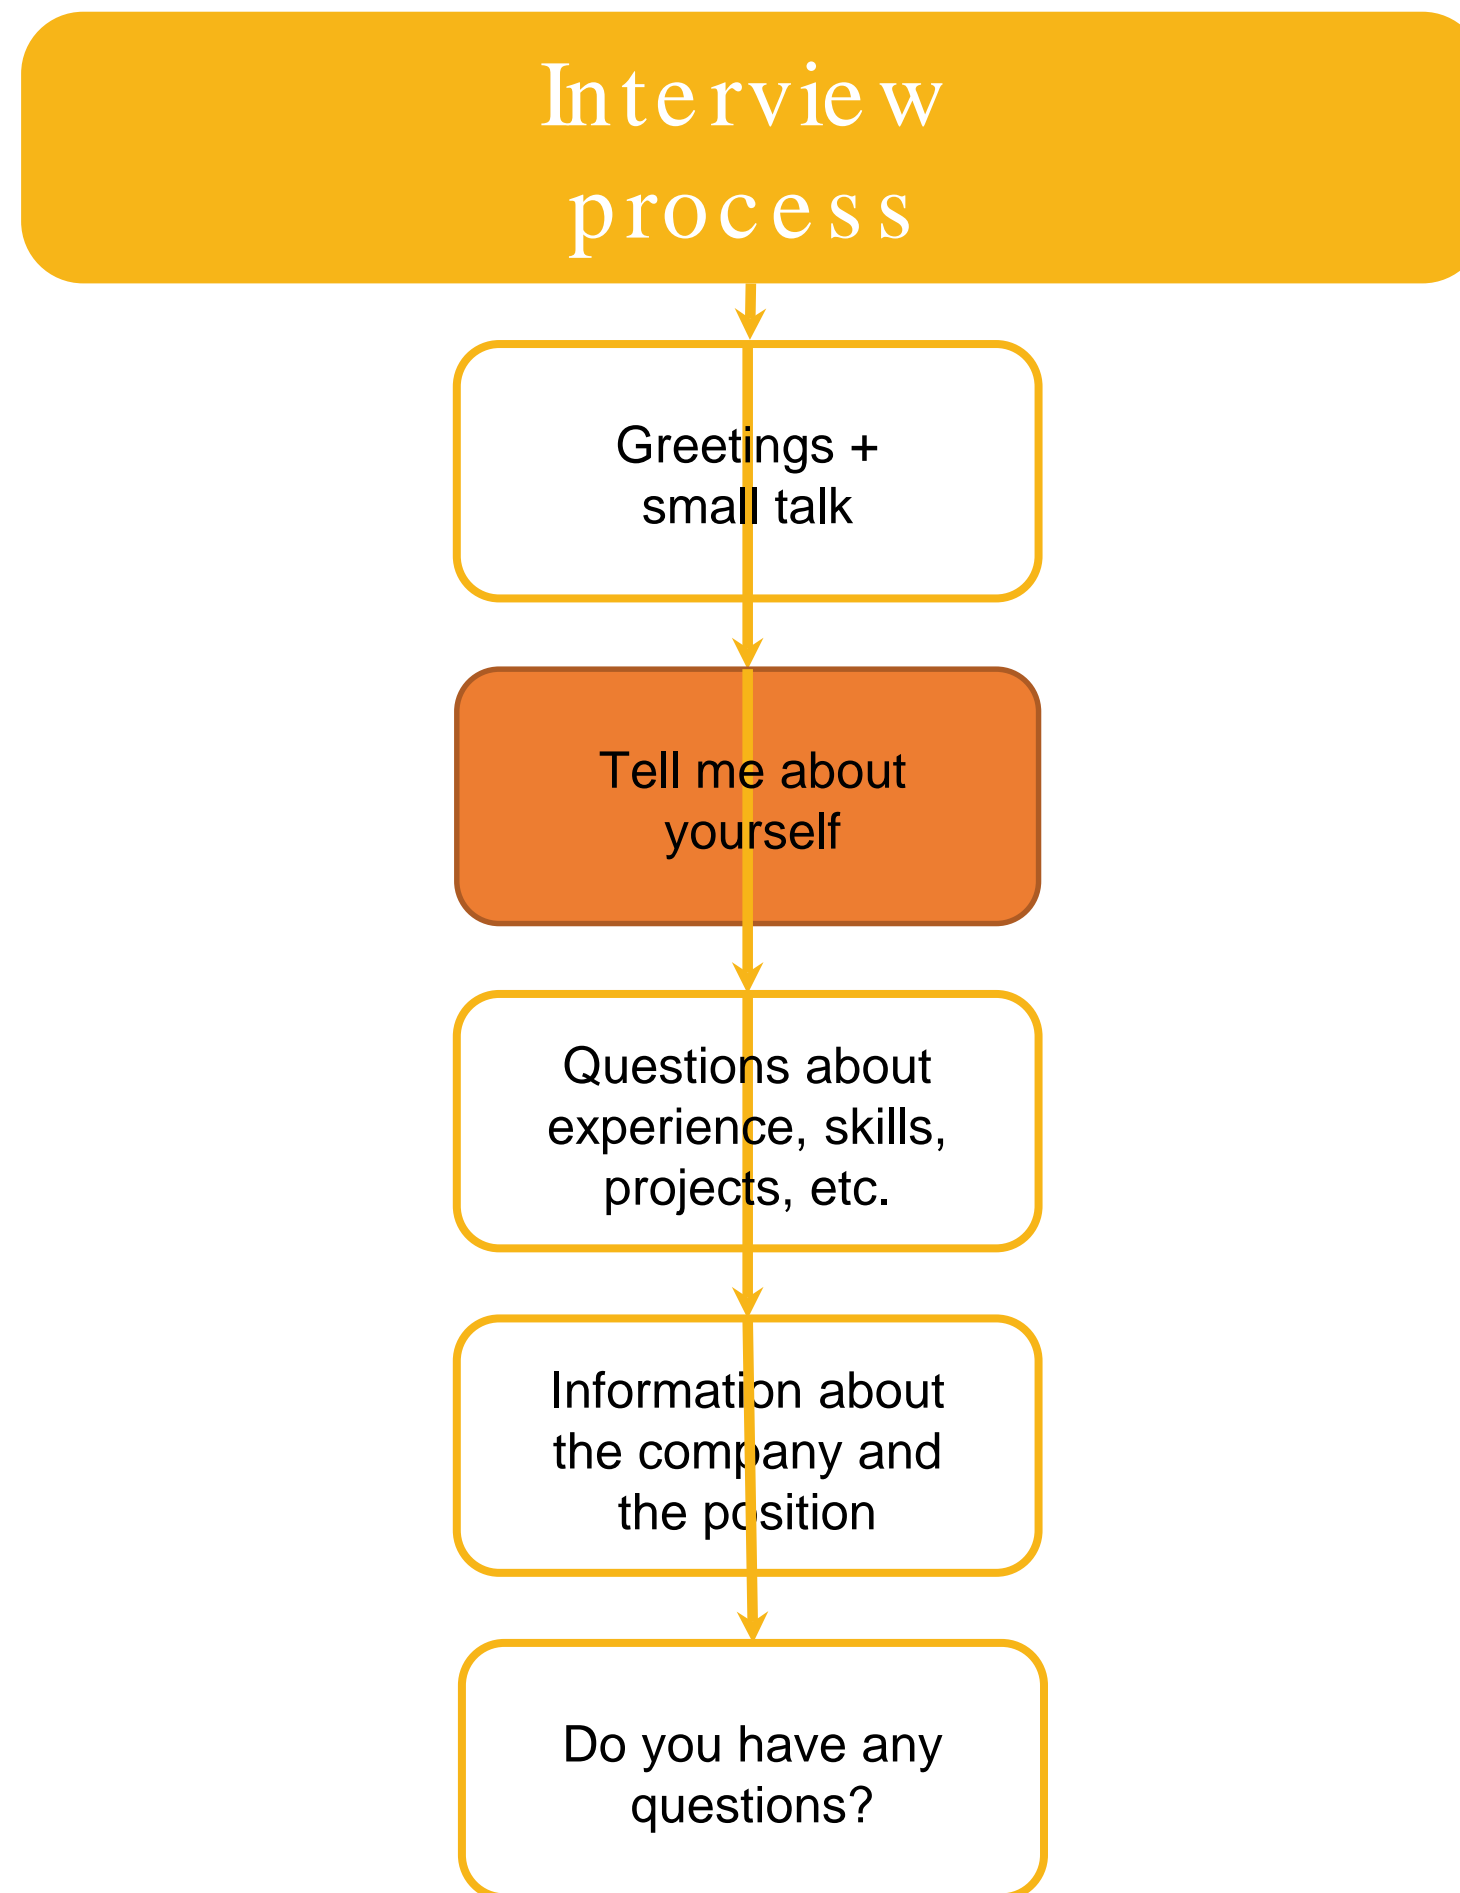 Interview
process
Greetings +
small talk
Tell me about
yourself
Questions about
experience, skills,
projects, etc.
Information about
the company and
the position
Do you have any
questions?